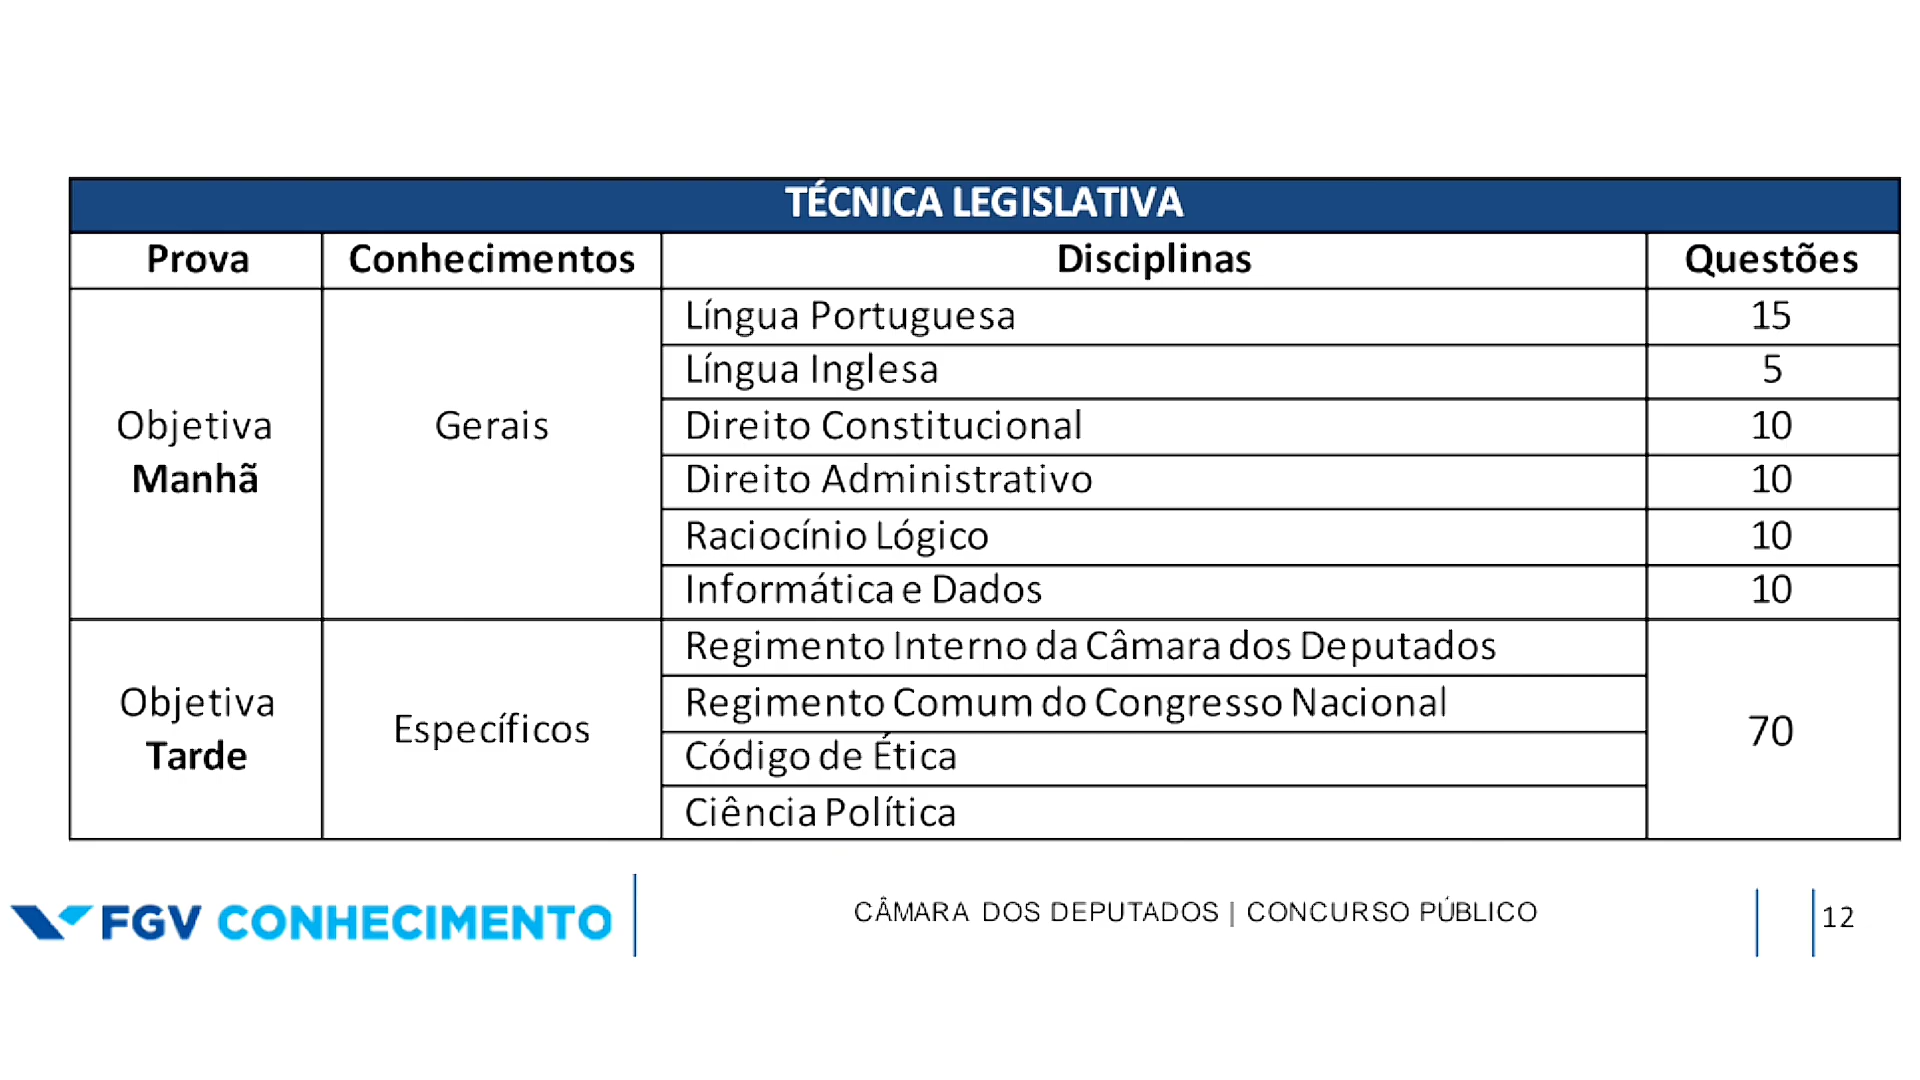 TÉCNICA LEGISLATIVA
Prova Conhecimentos Disciplinas Questões
Objetiva
Manhã
Gerais
Língua Portuguesa 15
Língua Inglesa 5
Direito Constitucional 10
Direito Administrativo 10
Raciocínio Lógico 10
Informática e Dados 10
Objetiva
Tarde
Específicos
Regimento Interno da Câmara dos Deputados
Regimento Comum do Congresso Nacional
Código de Ética
Ciência Política
70
FGV CONHECIMENTO
CÂMARA DOS DEPUTADOS | CONCURSO PÚBLICO
12